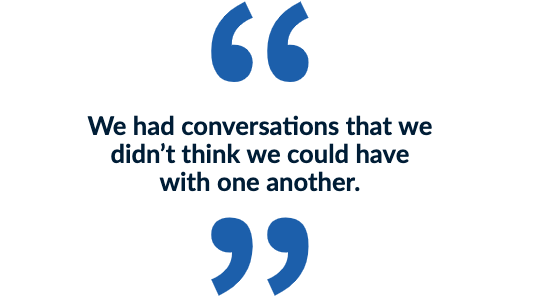 “
We had conversations that we
didn’t think we could have
with one another.
”